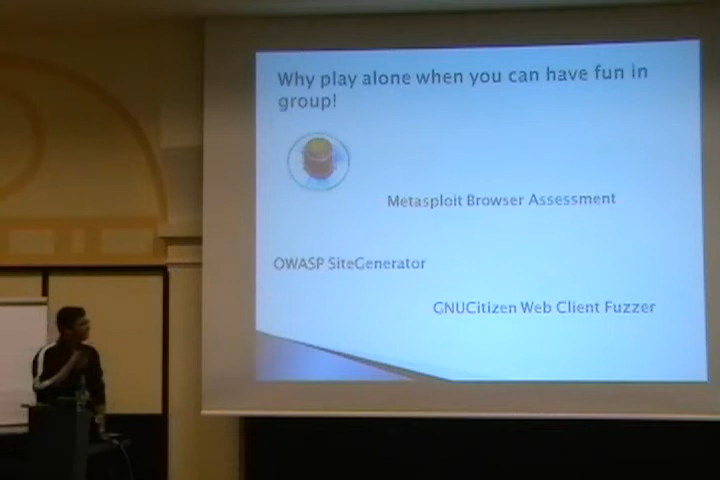 Why play alone when you can have fun in
group!
Metasploit Browser Assessment
OWASP SiteGenerator
GNUCitizen Web Client Fuzzer